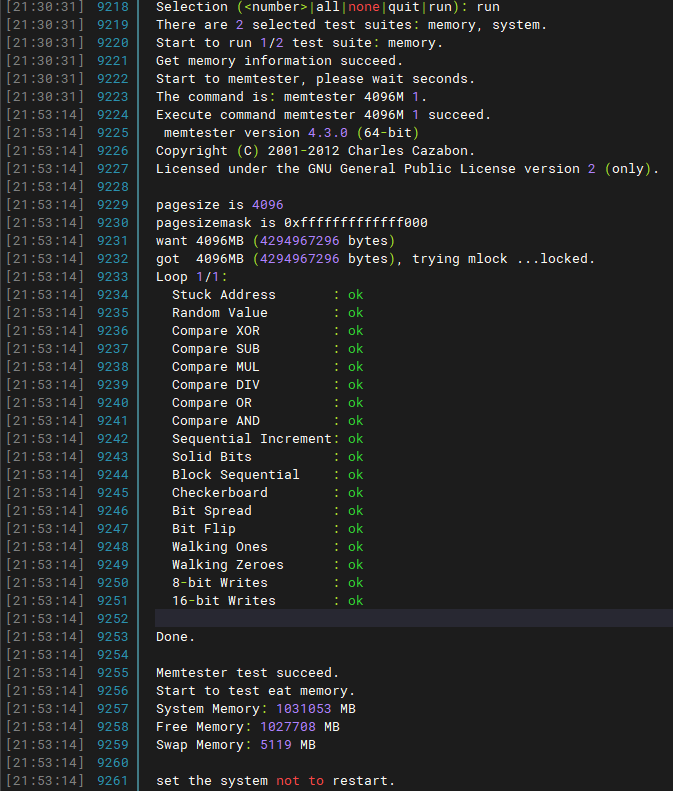 [21:30:31] 9218 Selection (<number>|all|none|quit|run): run
[21:30:31] 9219 There are 2 selected test suites: memory, system.
[21:30:31] 9220 Start to run 1/2 test suite: memory.
[21:30:31] 9221 Get memory information succeed.
[21:30:31] 9222 Start to memtester, please wait seconds.
[21:30:31] 9223 The command is: memtester 4096M 1.
[21:53:14] 9224 Execute command memtester 4096M 1 succeed.
[21:53:14] 9225  memtester version 4.3.0 (64-bit)
[21:53:14] 9226 Copyright (C) 2001-2012 Charles Cazabon.
[21:53:14] 9227 Licensed under the GNU General Public License version 2 (only).
[21:53:14] 9228
[21:53:14] 9229 pagesize is 4096
[21:53:14] 9230 pagesizemask is 0xfffffffffffff000
[21:53:14] 9231 want 4096MB (4294967296 bytes)
[21:53:14] 9232 got  4096MB (4294967296 bytes), trying mlock ...locked.
[21:53:14] 9233 Loop 1/1:
[21:53:14] 9234   Stuck Address       : ok
[21:53:14] 9235   Random Value        : ok
[21:53:14] 9236   Compare XOR         : ok
[21:53:14] 9237   Compare SUB         : ok
[21:53:14] 9238   Compare MUL         : ok
[21:53:14] 9239   Compare DIV         : ok
[21:53:14] 9240   Compare OR          : ok
[21:53:14] 9241   Compare AND         : ok
[21:53:14] 9242   Sequential Increment: ok
[21:53:14] 9243   Solid Bits          : ok
[21:53:14] 9244   Block Sequential    : ok
[21:53:14] 9245   Checkerboard        : ok
[21:53:14] 9246   Bit Spread          : ok
[21:53:14] 9247   Bit Flip            : ok
[21:53:14] 9248   Walking Ones        : ok
[21:53:14] 9249   Walking Zeroes      : ok
[21:53:14] 9250   8-bit Writes        : ok
[21:53:14] 9251   16-bit Writes       : ok
[21:53:14] 9252
[21:53:14] 9253 Done.
[21:53:14] 9254
[21:53:14] 9255 Memtester test succeed.
[21:53:14] 9256 Start to test eat memory.
[21:53:14] 9257 System Memory: 1031053 MB
[21:53:14] 9258 Free Memory: 1027708 MB
[21:53:14] 9259 Swap Memory: 5119 MB
[21:53:14] 9260
[21:53:14] 9261 set the system not to restart.